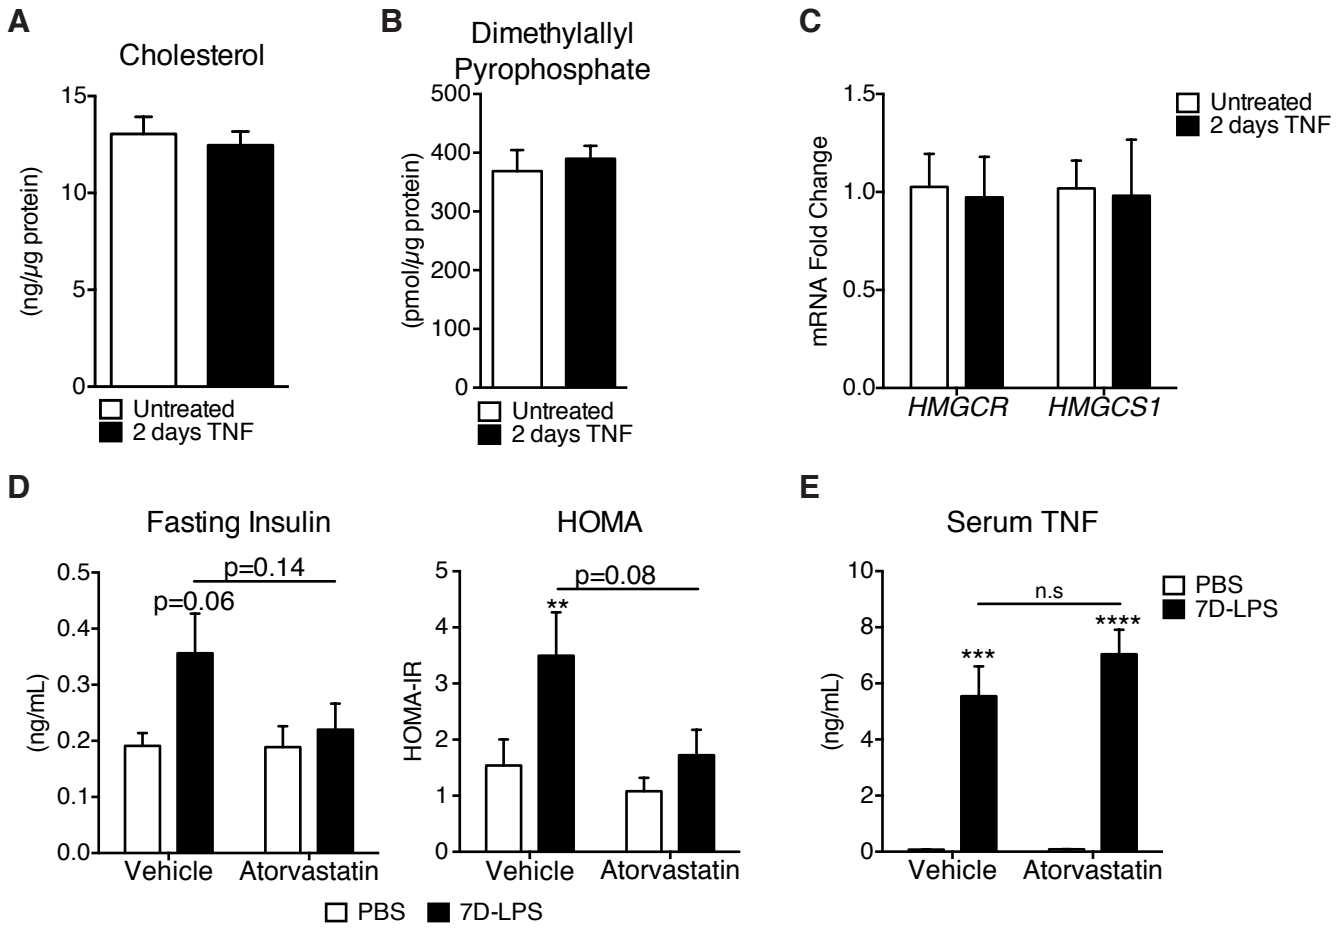 A
Cholesterol
15
10
5
0
(ng/µg protein)
Untreated
2 days TNF
B
Dimethylallyl
Pyrophosphate
500
400
300
200
100
0
(pmol/µg protein)
Untreated
2 days TNF
C
1.5
1.0
0.5
0.0
mRNA Fold Change
HMGCR
HMGCS1
Untreated
2 days TNF
D
Fasting Insulin
p=0.14
p=0.06
0.5
0.4
0.3
0.2
0.1
0.0
(ng/mL)
Vehicle
Atorvastatin
HOMA
p=0.08
**
5
4
3
2
1
0
HOMA-IR
Vehicle
Atorvastatin
PBS
7D-LPS
E
Serum TNF
n.s
***
****
10
8
6
4
2
0
(ng/mL)
Vehicle
Atorvastatin
PBS
7D-LPS